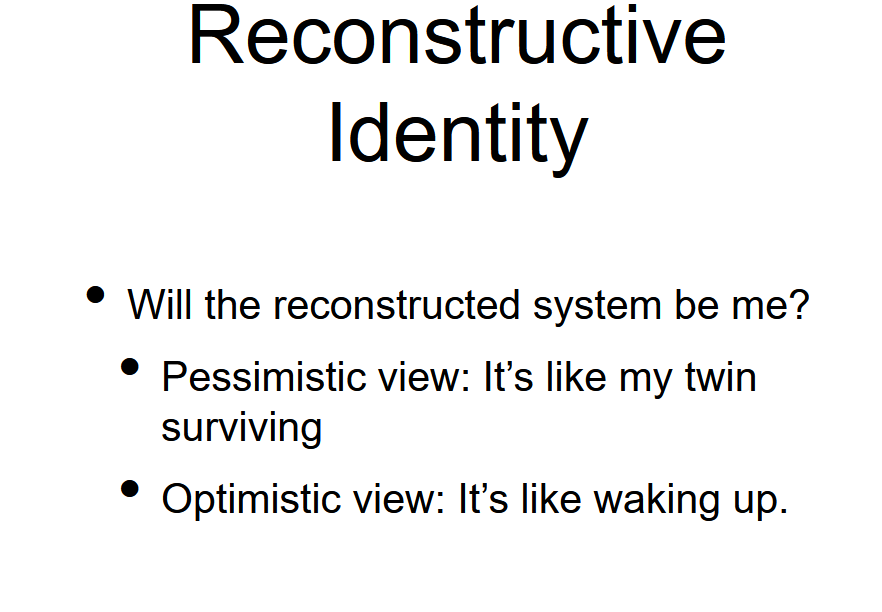 Reconstructive
Identity
• Will the reconstructed system be me?
• Pessimistic view: It’s like my twin
surviving
• Optimistic view: It’s like waking up.